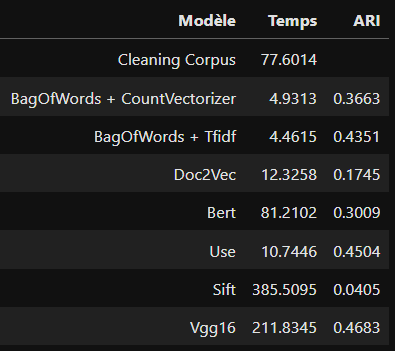 Modèle Temps ARI
Cleaning Corpus 77.6014
BagOfWords + CountVectorizer 4.9313 0.3663
BagOfWords + Tfidf 4.4615 0.4351
Doc2Vec 12.3258 0.1745
Bert 81.2102 0.3009
Use 10.7446 0.4504
Sift 385.5095 0.0405
Vgg16 211.8345 0.4683